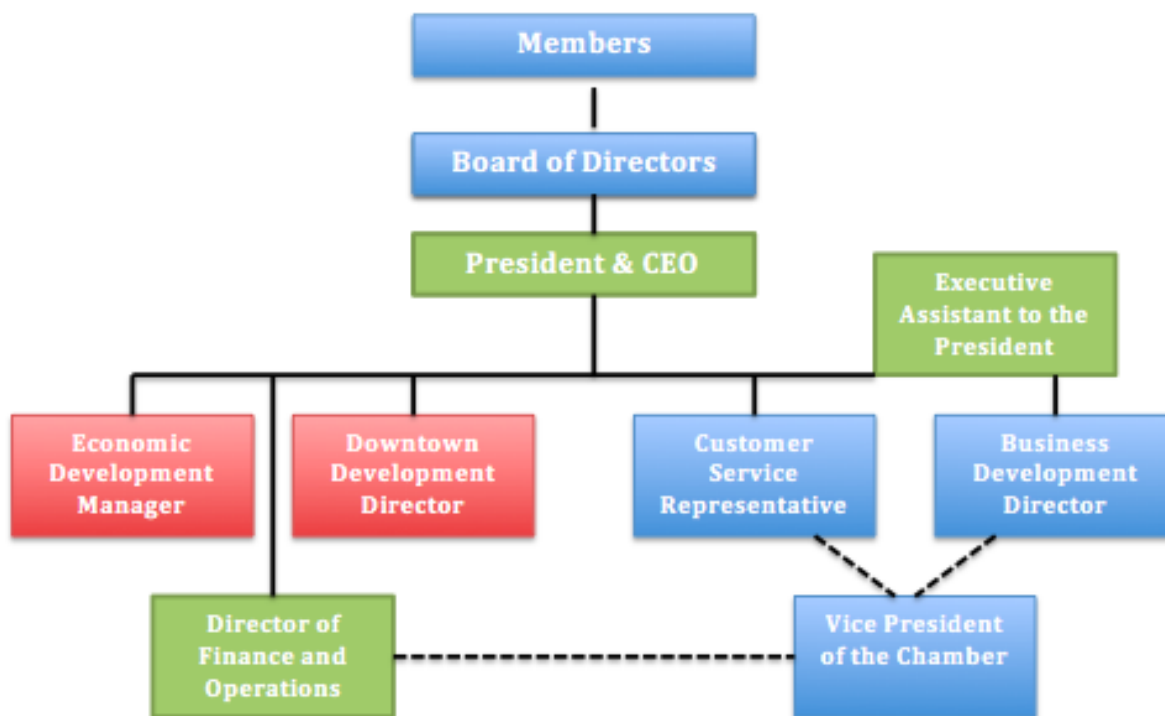 Members
Board of Directors
President & CEO
Executive
Assistant to the
President
Economic
Development
Manager
Downtown
Development
Director
Customer
Service
Representative
Business
Development
Director
Director of
Finance and
Operations
Vice President
of the Chamber